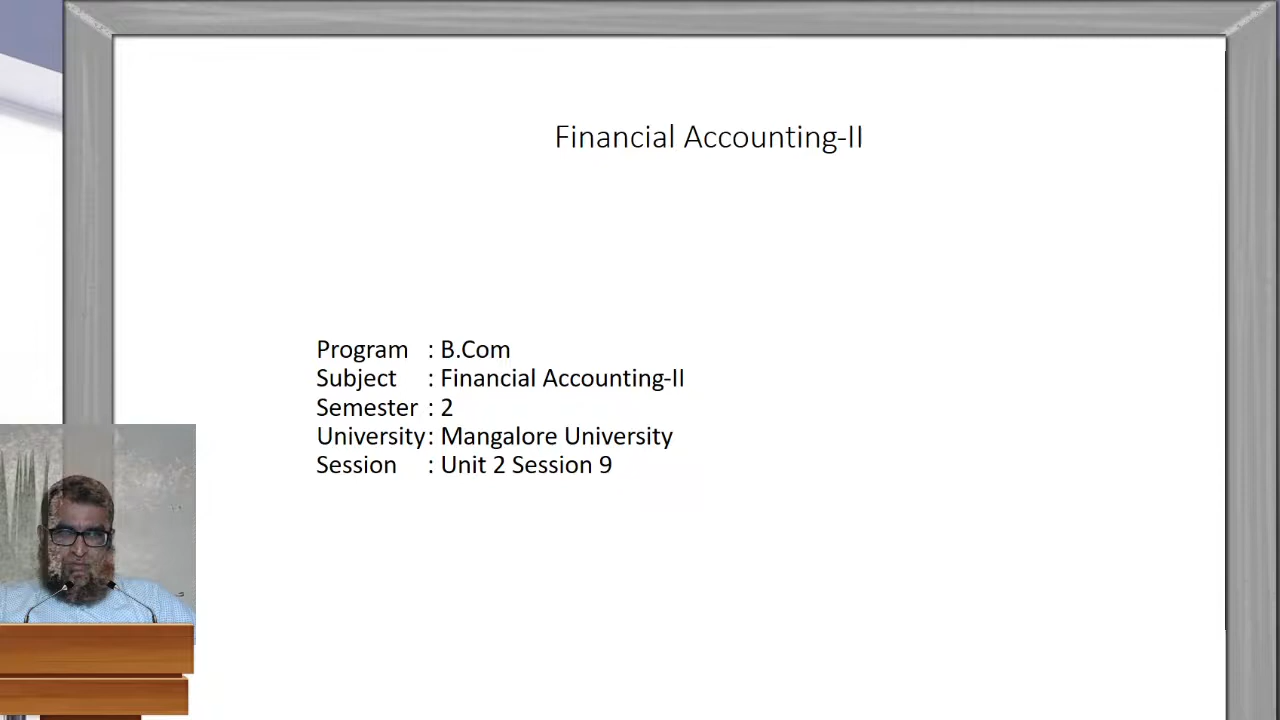 Financial Accounting-II
Program : B.Com
Subject : Financial Accounting-II
Semester : 2
University : Mangalore University
Session : Unit 2 Session 9